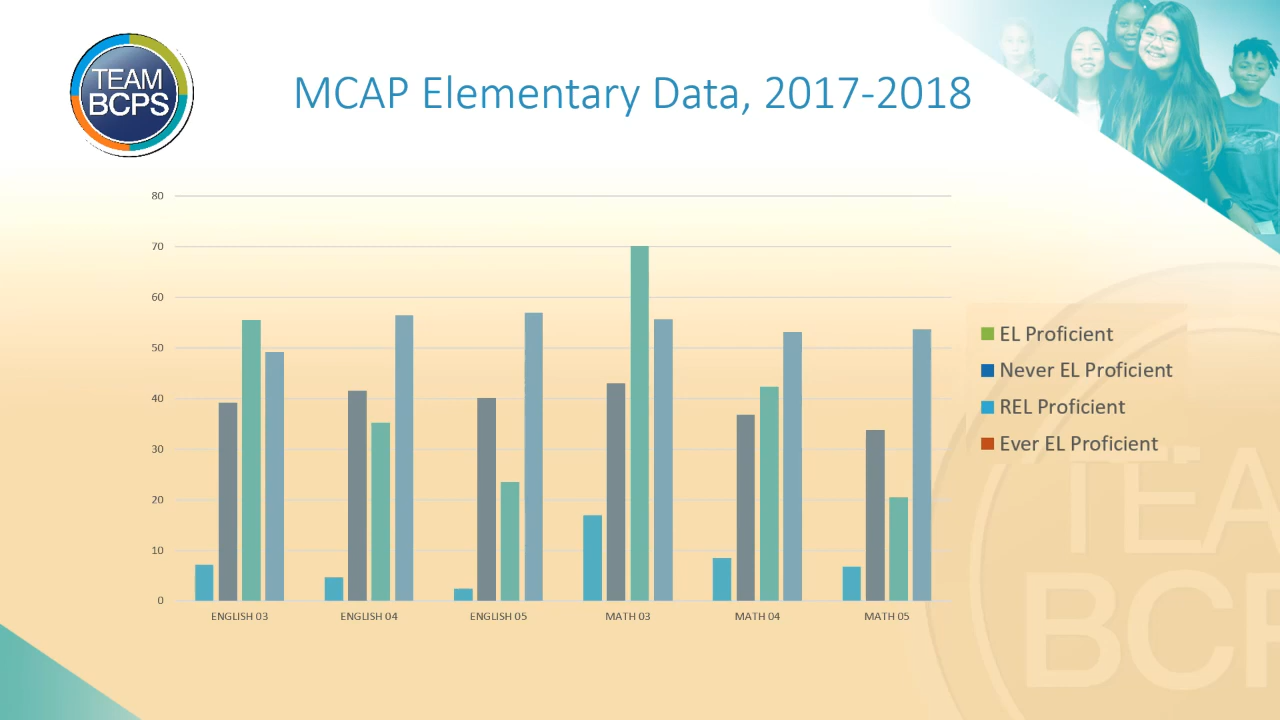 TEAM
BCPS
MCAP Elementary Data, 2017-2018
80
70
60
50
40
30
20
10
0
ENGLISH 03
ENGLISH 04
ENGLISH 05
MATH 03
MATH 04
MATH 05
EL Proficient
Never EL Proficient
REL Proficient
Ever EL Proficient
TEA
BCP